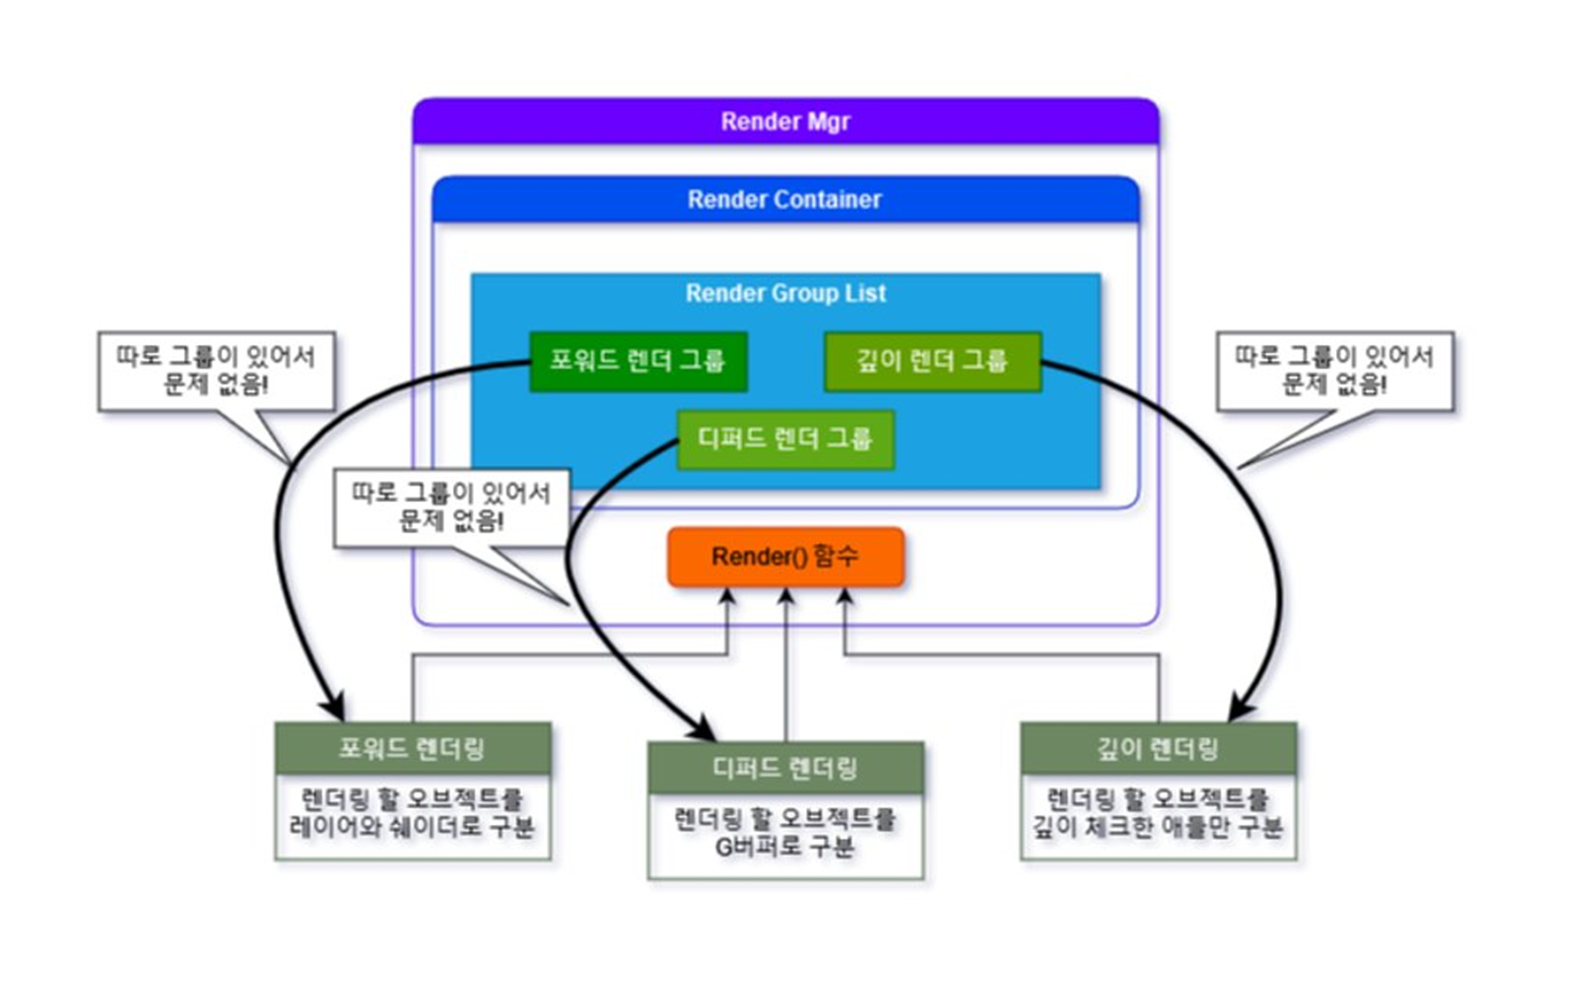 Render Mgr
Render Container
Render Group List
포워드 렌더 그룹
깊이 렌더 그룹
디퍼드 렌더 그룹
따로 그룹이 있어서
문제 없음!
따로 그룹이 있어서
문제 없음!
따로 그룹이 있어서
문제 없음!
Render() 함수
포워드 렌더링
렌더링 할 오브젝트를
레이어와 쉐이더로 구분
디퍼드 렌더링
렌더링 할 오브젝트를
G버퍼로 구분
깊이 렌더링
렌더링 할 오브젝트를
깊이 체크한 애들만 구분